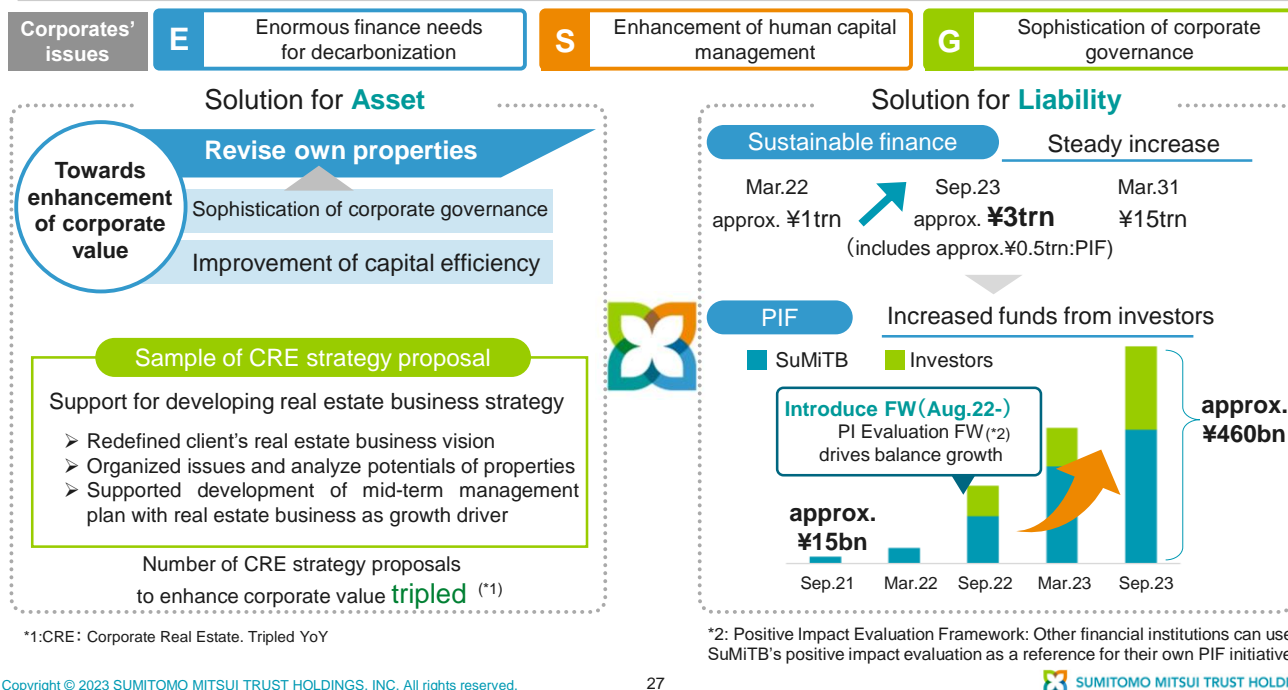 Corporates'
issues
E
Enormous finance needs
for decarbonization
S
Enhancement of human capital
management
G
Sophistication of corporate
governance
Solution for Asset
Towards
enhancement
of corporate
value
Revise own properties
Sophistication of corporate governance
Improvement of capital efficiency
Sample of CRE strategy proposal
Support for developing real estate business strategy
➢ Redefined client's real estate business vision
➢ Organized issues and analyze potentials of properties
➢ Supported development of mid-term management
plan with real estate business as growth driver
Number of CRE strategy proposals
to enhance corporate value tripled (*1)
Solution for Liability
Sustainable finance
Steady increase
Mar.22
approx. ¥1trn
Sep.23
approx. ¥3trn
Mar.31
¥15trn
(includes approx.¥0.5trn:PIF)
PIF
Increased funds from investors
SuMiTB
Investors
Introduce FW(Aug.22-)
PI Evaluation FW(*2)
drives balance growth
approx.
¥15bn
approx.
¥460bn
Sep.21 Mar.22 Sep.22 Mar.23 Sep.23
*1:CRE: Corporate Real Estate. Tripled YoY
*2: Positive Impact Evaluation Framework: Other financial institutions can use
SuMiTB's positive impact evaluation as a reference for their own PIF initiative
Copyright © 2023 SUMITOMO MITSUI TRUST HOLDINGS, INC. All rights reserved.
27
SUMITOMO MITSUI TRUST HOLDI